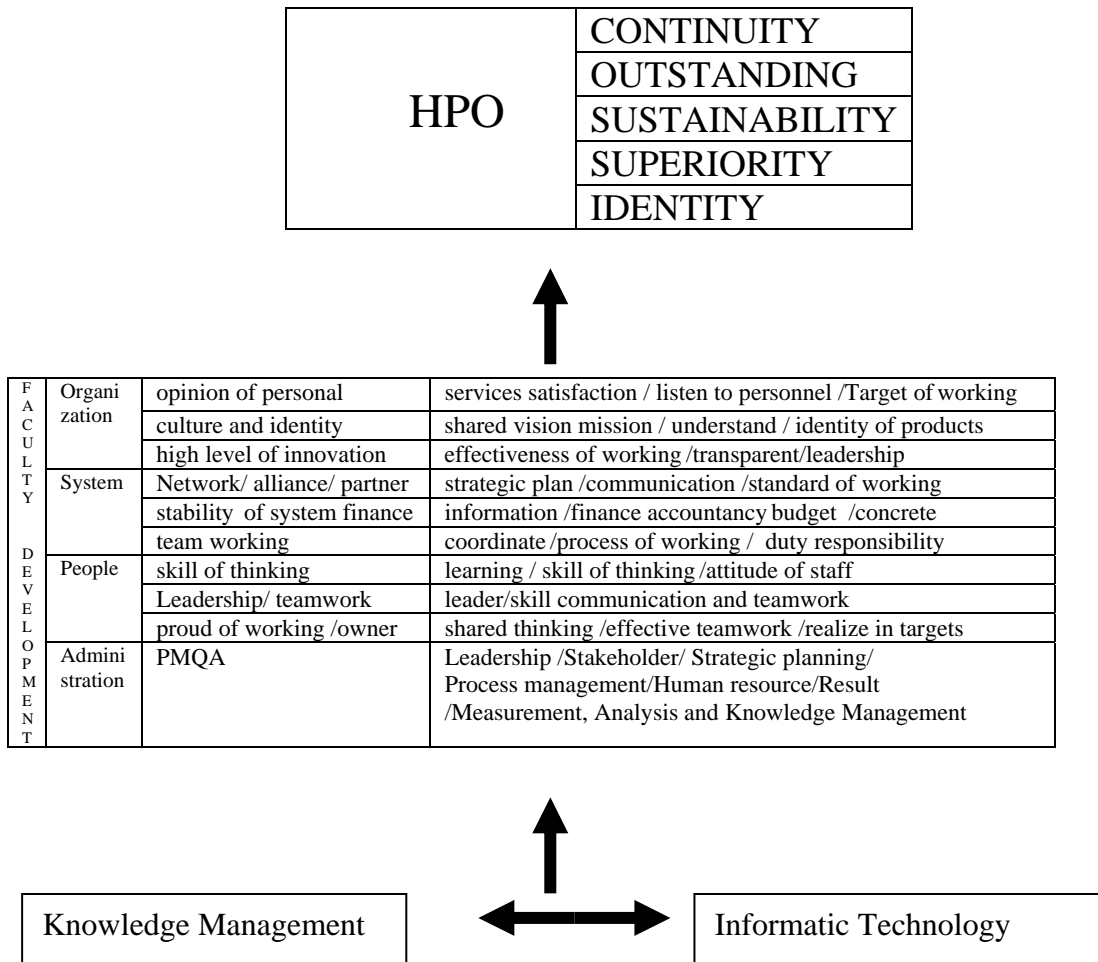 HPO
CONTINUITY
OUTSTANDING
SUSTAINABILITY
SUPERIORITY
IDENTITY
FACULTY DEVELOPMENT
Organi
zation
opinion of personal
services satisfaction / listen to personnel /Target of working
culture and identity
shared vision mission / understand / identity of products
high level of innovation
effectiveness of working /transparent/leadership
System
Network/ alliance/ partner
strategic plan /communication /standard of working
stability of system finance
information /finance accountancy budget /concrete
team working
coordinate /process of working / duty responsibility
People
skill of thinking
learning / skill of thinking /attitude of staff
Leadership/ teamwork
leader/skill communication and teamwork
proud of working /owner
shared thinking /effective teamwork /realize in targets
Admini
stration
PMQA
Leadership /Stakeholder/ Strategic planning/
Process management/Human resource/Result
/Measurement, Analysis and Knowledge Management
Knowledge Management
Informatic Technology